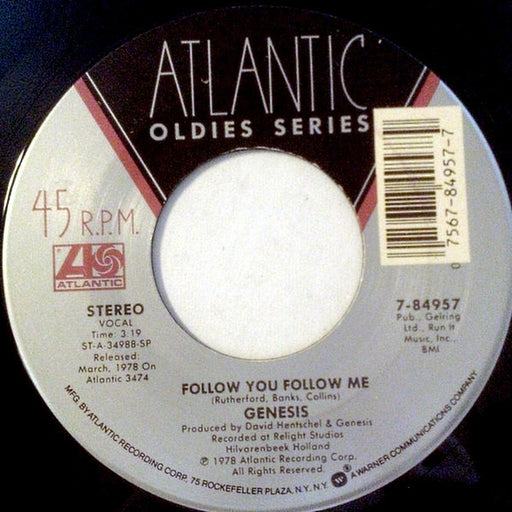 ATLANTIC
OLDIES SERIES
45 R.P.M.
ATLANTIC
STEREO
VOCAL
Time: 3:19
ST-A-34988-SP
Released:
March, 1978 On
Atlantic 3474
0 7567-84957-7
7-84957
Pub., Gelring
Ltd., Run It
Music, Inc.,
BMI
FOLLOW YOU FOLLOW ME
(Rutherford, Banks, Collins)
GENESIS
Produced by David Hentschel & Genesis
Recorded at Relight Studios
Hilvarenbeek Holland
℗ 1978 Atlantic Recording Corp.
All Rights Reserved.
MFG. BY ATLANTIC RECORDING CORP., 75 ROCKEFELLER PLAZA, N.Y., N.Y. W® A WARNER COMMUNICATIONS COMPANY